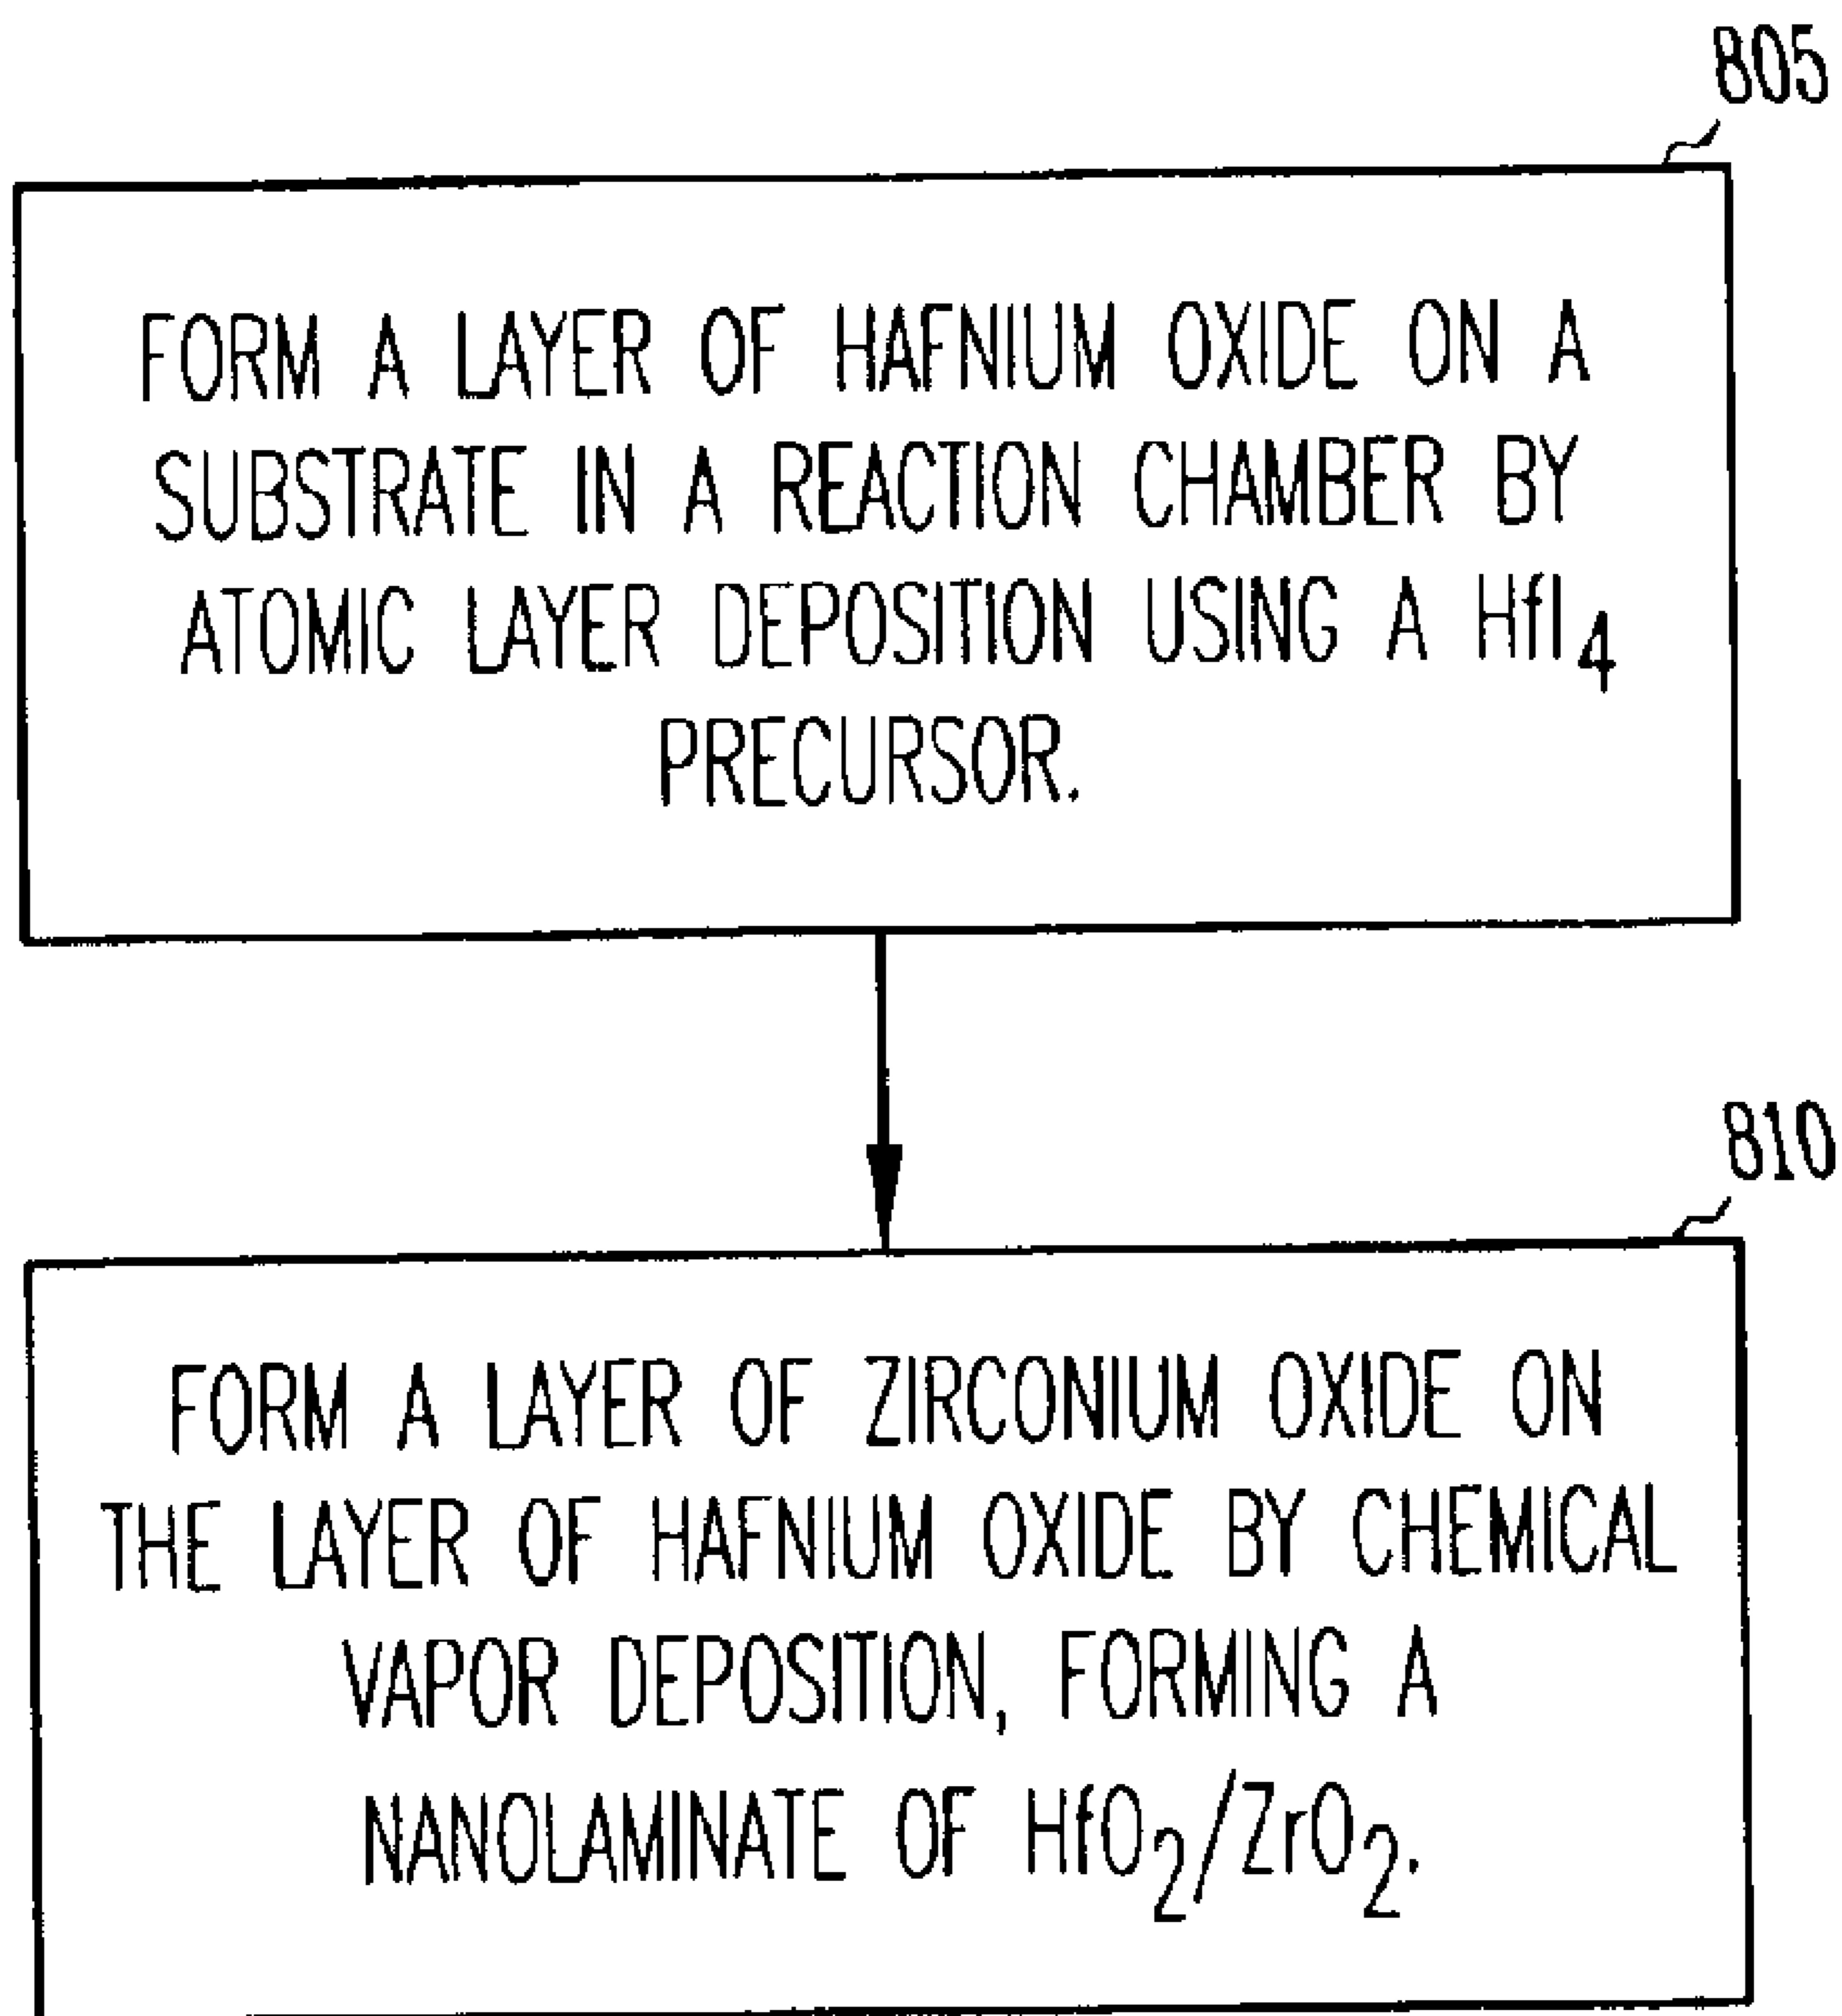 805
FORM A LAYER OF HAFNIUM OXIDE ON A
SUBSTRATE IN A REACTION CHAMBER BY
ATOMIC LAYER DEPOSITION USING A HfI₄
PRECURSOR.
810
FORM A LAYER OF ZIRCONIUM OXIDE ON
THE LAYER OF HAFNIUM OXIDE BY CHEMICAL
VAPOR DEPOSITION, FORMING A
NANOLAMINATE OF HfO₂/ZrO₂.